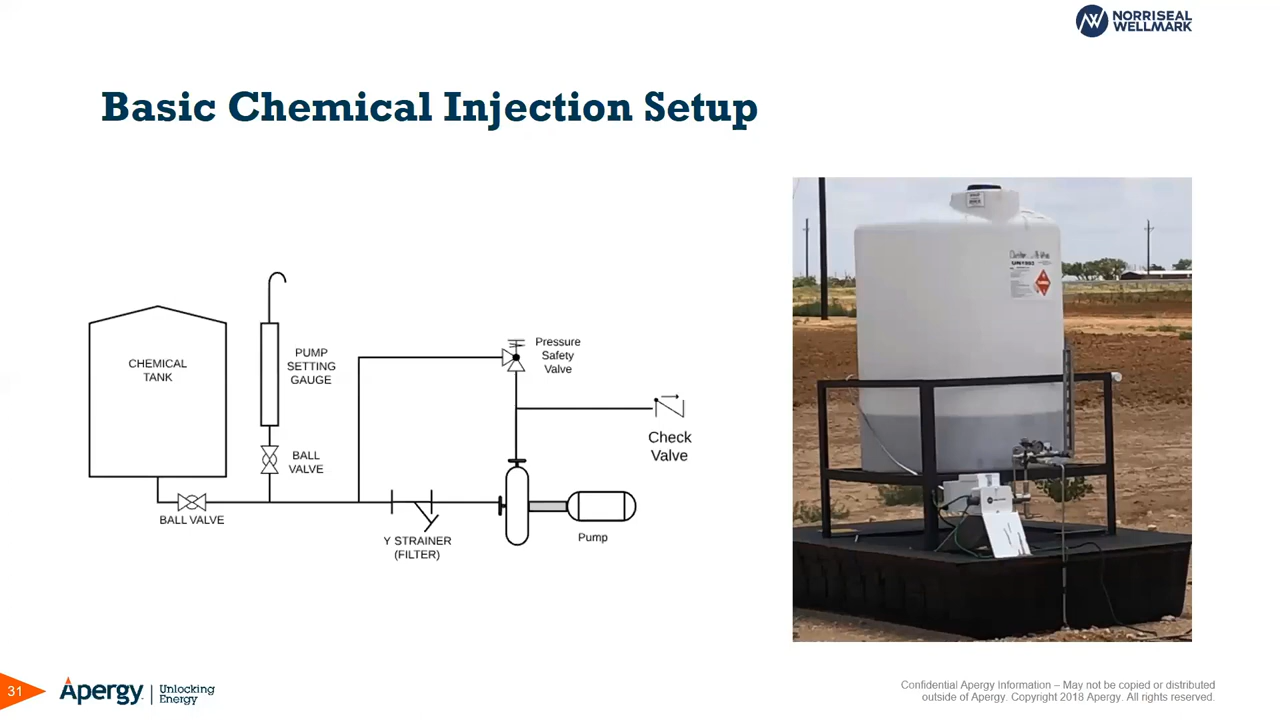 NORRISEAL
WELLMARK
Basic Chemical Injection Setup
CHEMICAL
TANK
PUMP
SETTING
GAUGE
BALL
VALVE
BALL VALVE
Y STRAINER
(FILTER)
Pressure
Safety
Valve
Check
Valve
Pump
31
Apergy
Unlocking
Energy
Confidential Apergy Information – May not be copied or distributed
outside of Apergy. Copyright 2018 Apergy. All rights reserved.